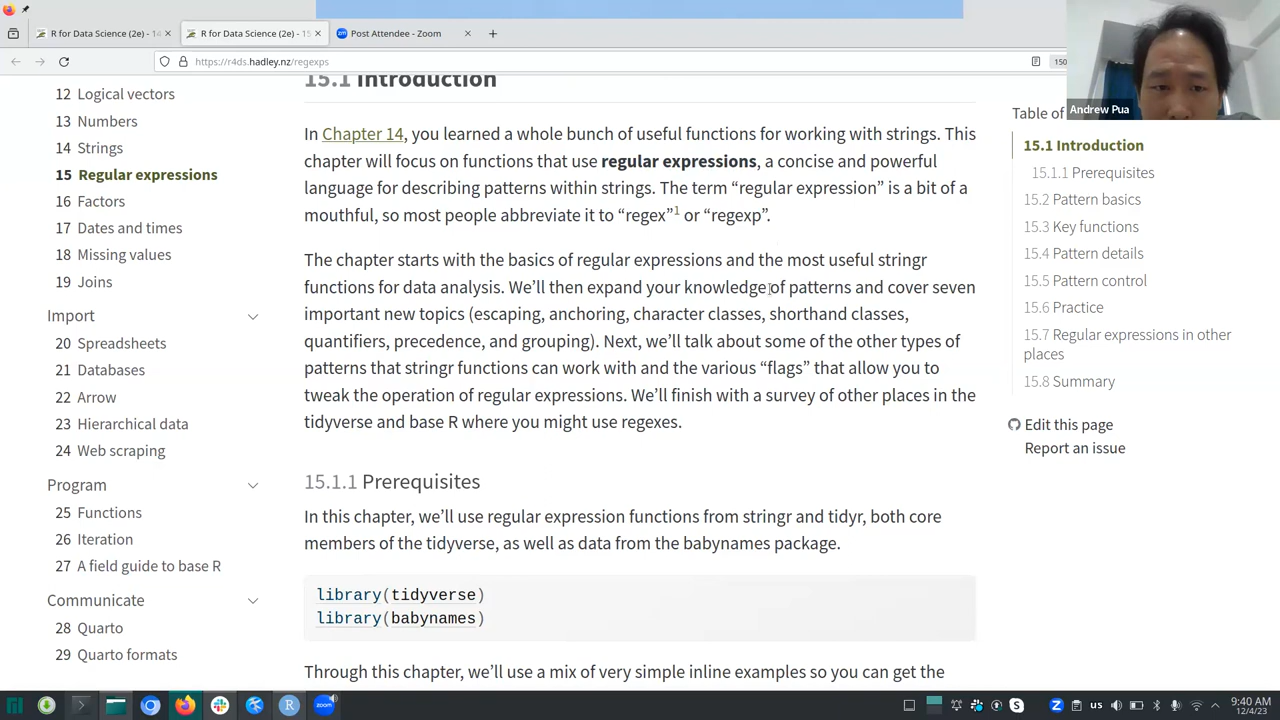 R for Data Science (2e) - 14
R for Data Science (2e) - 15
Post Attendee - Zoom
https://r4ds.hadley.nz/regexps
150
Andrew Pua
12 Logical vectors
13 Numbers
14 Strings
15 Regular expressions
16 Factors
17 Dates and times
18 Missing values
19 Joins
Import
20 Spreadsheets
21 Databases
22 Arrow
23 Hierarchical data
24 Web scraping
Program
25 Functions
26 Iteration
27 A field guide to base R
Communicate
28 Quarto
29 Quarto formats
15.1 Introduction
In Chapter 14, you learned a whole bunch of useful functions for working with strings. This
chapter will focus on functions that use regular expressions, a concise and powerful
language for describing patterns within strings. The term “regular expression” is a bit of a
mouthful, so most people abbreviate it to “regex”1 or “regexp”.
The chapter starts with the basics of regular expressions and the most useful stringr
functions for data analysis. We’ll then expand your knowledge of patterns and cover seven
important new topics (escaping, anchoring, character classes, shorthand classes,
quantifiers, precedence, and grouping). Next, we’ll talk about some of the other types of
patterns that stringr functions can work with and the various “flags” that allow you to
tweak the operation of regular expressions. We’ll finish with a survey of other places in the
tidyverse and base R where you might use regexes.
15.1.1 Prerequisites
In this chapter, we’ll use regular expression functions from stringr and tidyr, both core
members of the tidyverse, as well as data from the babynames package.
library(tidyverse)
library(babynames)
Through this chapter, we’ll use a mix of very simple inline examples so you can get the
Table of
15.1 Introduction
15.1.1 Prerequisites
15.2 Pattern basics
15.3 Key functions
15.4 Pattern details
15.5 Pattern control
15.6 Practice
15.7 Regular expressions in other
places
15.8 Summary
Edit this page
Report an issue
us
9:40 AM
12/4/23